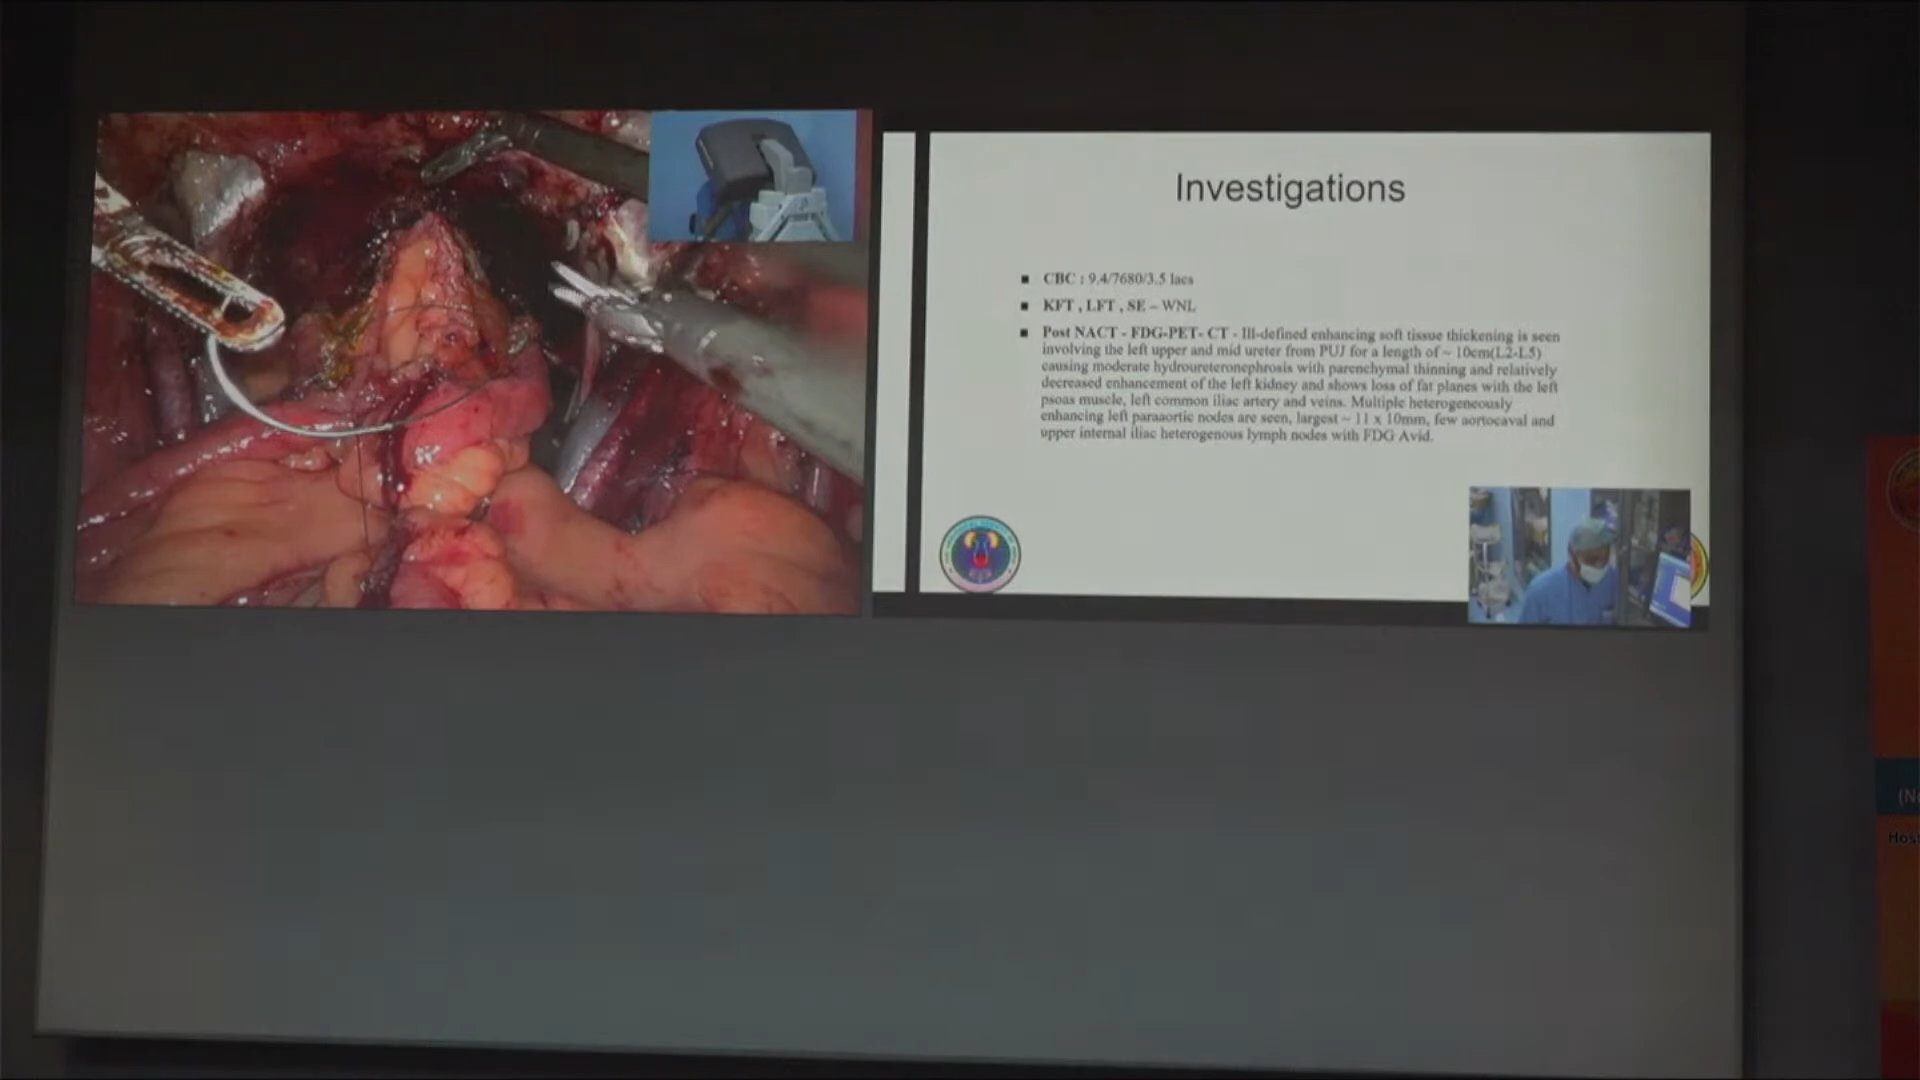 Investigations
CBC : 9.4/7680/3.5 lacs
KFT , LFT , SE – WNL
Post NACT - FDG-PET- CT - Ill-defined enhancing soft tissue thickening is seen
involving the left upper and mid ureter from PUJ for a length of ~ 10cm(L2-L5)
causing moderate hydroureteronephrosis with parenchymal thinning and relatively
decreased enhancement of the left kidney and shows loss of fat planes with the left
psoas muscle, left common iliac artery and veins. Multiple heterogeneously
enhancing left paraaortic nodes are seen, largest ~ 11 x 10mm, few aortocaval and
upper internal iliac heterogenous lymph nodes with FDG Avid.
(N
Host